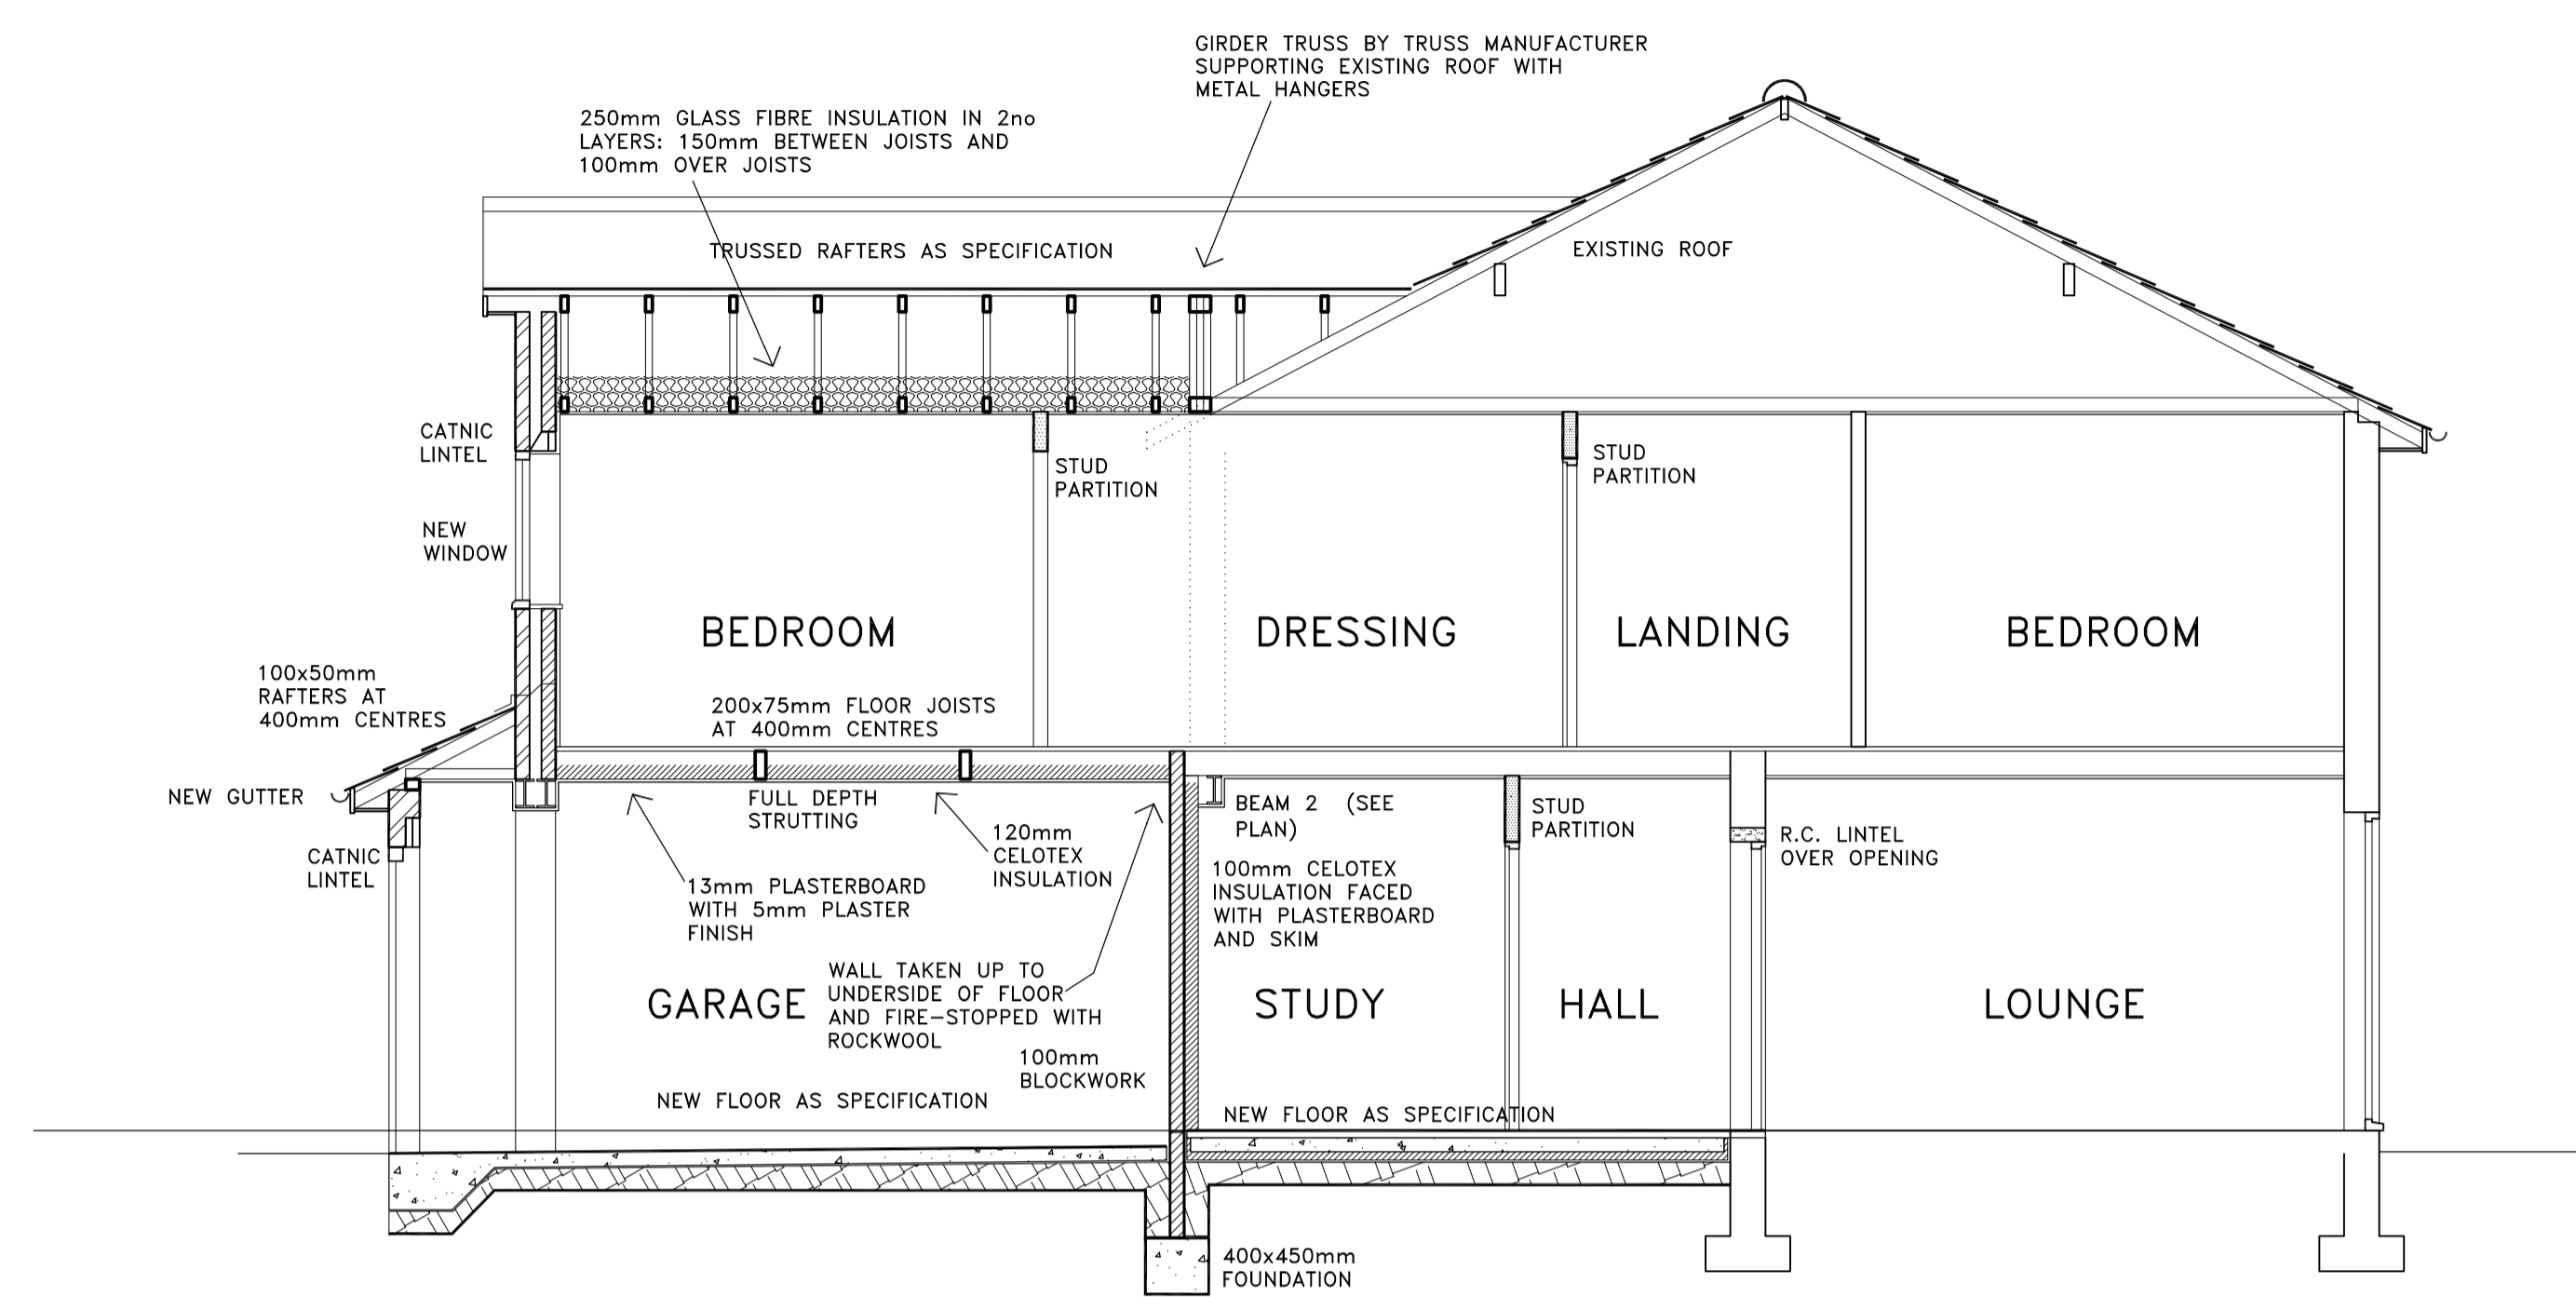 GIRDER TRUSS BY TRUSS MANUFACTURER
SUPPORTING EXISTING ROOF WITH
METAL HANGERS
250mm GLASS FIBRE INSULATION IN 2no
LAYERS: 150mm BETWEEN JOISTS AND
100mm OVER JOISTS
TRUSSED RAFTERS AS SPECIFICATION
EXISTING ROOF
CATNIC
LINTEL
STUD
PARTITION
STUD
PARTITION
NEW
WINDOW
BEDROOM
DRESSING
LANDING
BEDROOM
100x50mm
RAFTERS AT
400mm CENTRES
200x75mm FLOOR JOISTS
AT 400mm CENTRES
NEW GUTTER
FULL DEPTH
STRUTTING
BEAM 2 (SEE
PLAN)
STUD
PARTITION
R.C. LINTEL
OVER OPENING
CATNIC
LINTEL
120mm
CELOTEX
INSULATION
13mm PLASTERBOARD
WITH 5mm PLASTER
FINISH
100mm CELOTEX
INSULATION FACED
WITH PLASTERBOARD
AND SKIM
WALL TAKEN UP TO
UNDERSIDE OF FLOOR
AND FIRE-STOPPED WITH
ROCKWOOL
GARAGE
STUDY
HALL
LOUNGE
100mm
BLOCKWORK
NEW FLOOR AS SPECIFICATION
NEW FLOOR AS SPECIFICATION
400x450mm
FOUNDATION